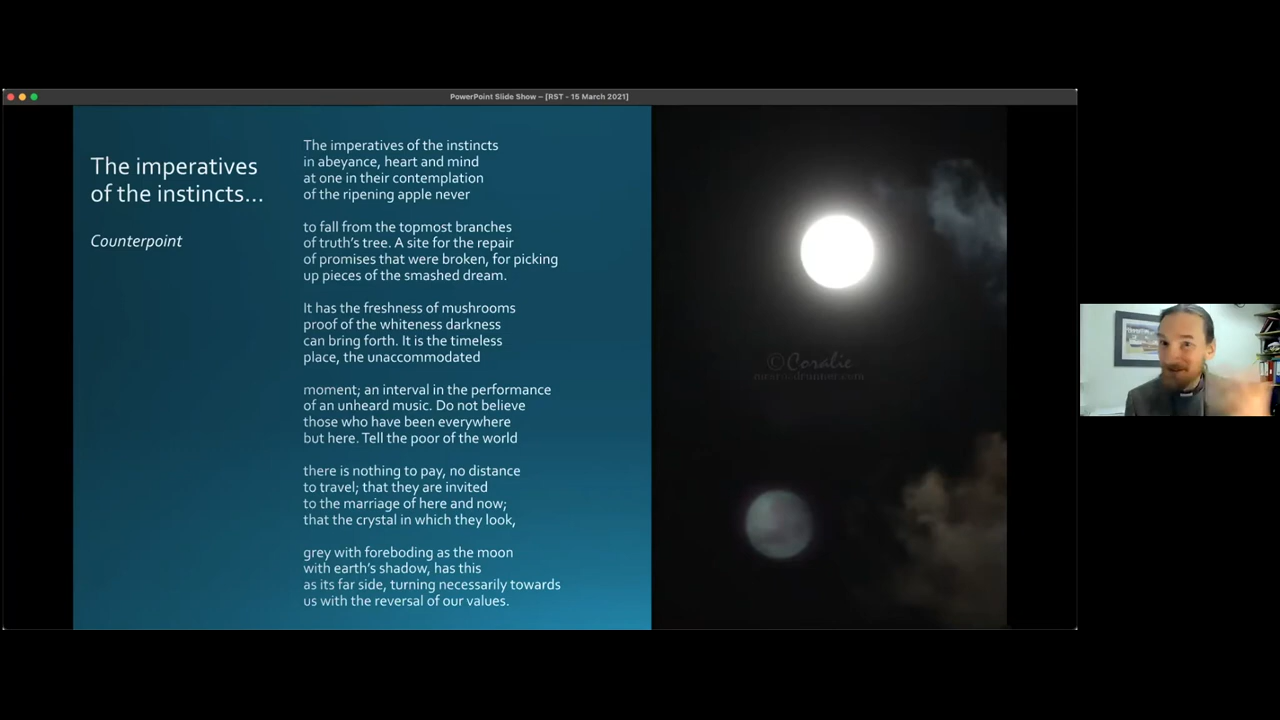 PowerPoint Slide Show – [RST - 15 March 2021]
The imperatives
of the instincts…
Counterpoint
The imperatives of the instincts
in abeyance, heart and mind
at one in their contemplation
of the ripening apple never
to fall from the topmost branches
of truth’s tree. A site for the repair
of promises that were broken, for picking
up pieces of the smashed dream.
It has the freshness of mushrooms
proof of the whiteness darkness
can bring forth. It is the timeless
place, the unaccommodated
moment; an interval in the performance
of an unheard music. Do not believe
those who have been everywhere
but here. Tell the poor of the world
there is nothing to pay, no distance
to travel; that they are invited
to the marriage of here and now;
that the crystal in which they look,
grey with foreboding as the moon
with earth’s shadow, has this
as its far side, turning necessarily towards
us with the reversal of our values.
©Coralie